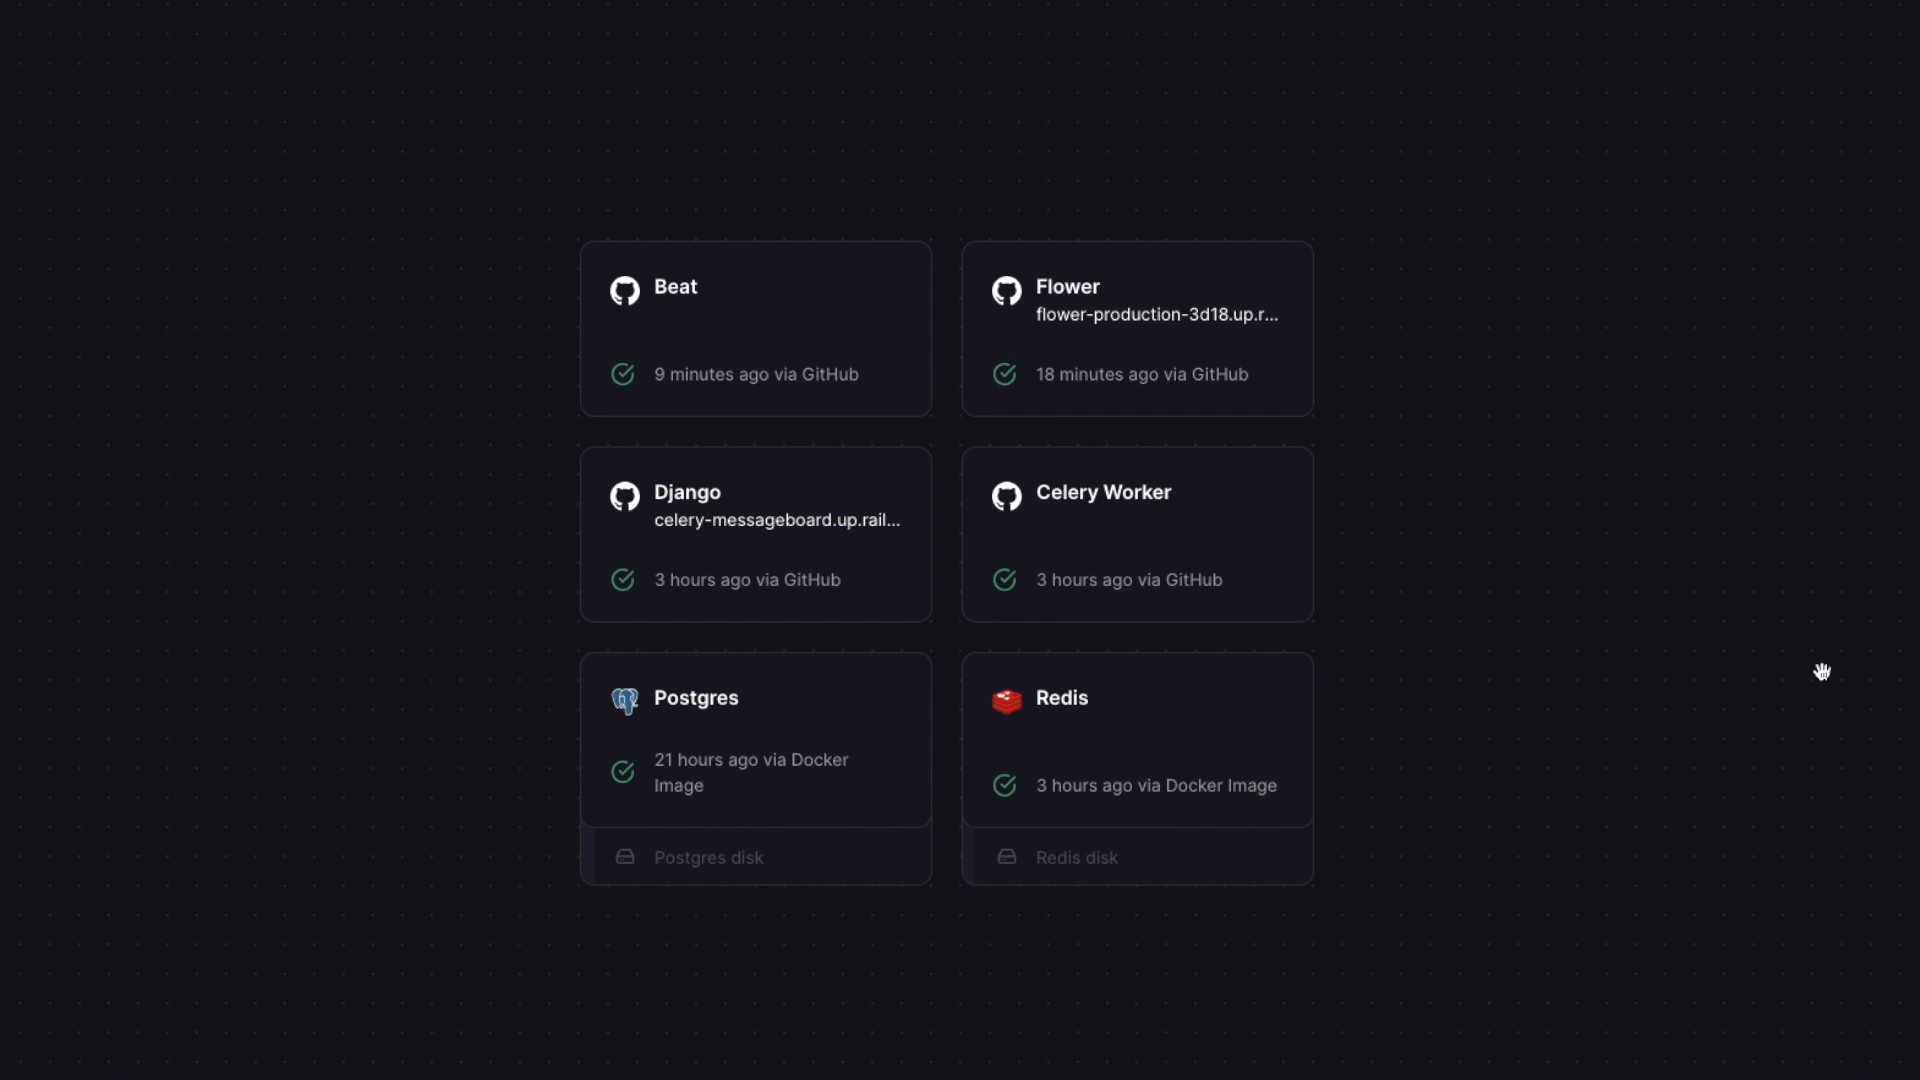 Beat
9 minutes ago via GitHub
Flower
flower-production-3d18.up.r...
18 minutes ago via GitHub
Django
celery-messageboard.up.rail...
3 hours ago via GitHub
Celery Worker
3 hours ago via GitHub
Postgres
21 hours ago via Docker
Image
Postgres disk
Redis
3 hours ago via Docker Image
Redis disk